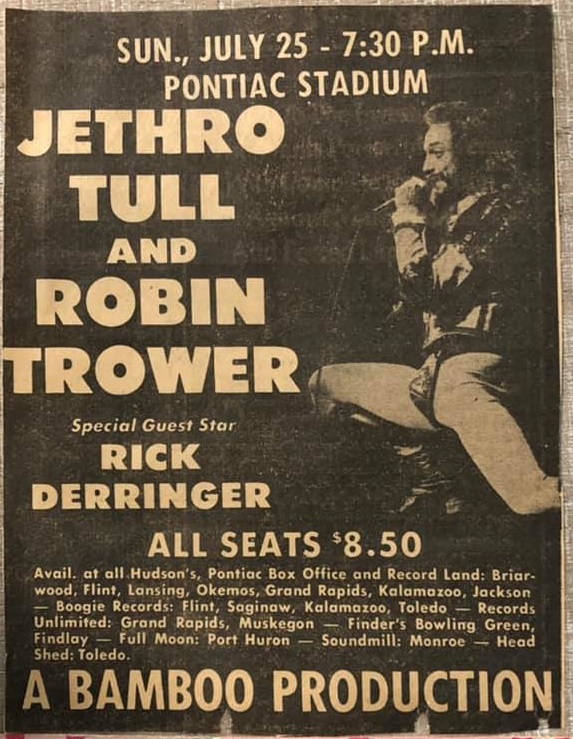 SUN., JULY 25 - 7:30 P.M.
PONTIAC STADIUM
JETHRO
TULL
AND
ROBIN
TROWER
Special Guest Star
RICK
DERRINGER
ALL SEATS $8.50
Avail. at all Hudson's, Pontiac Box Office and Record Land: Briar-
wood, Flint, Lansing, Okemos, Grand Rapids, Kalamazoo, Jackson
— Boogie Records: Flint, Saginaw, Kalamazoo, Toledo — Records
Unlimited: Grand Rapids, Muskegon — Finder's Bowling Green,
Findlay — Full Moon: Port Huron — Soundmill: Monroe — Head
Shed: Toledo.
A BAMBOO PRODUCTION